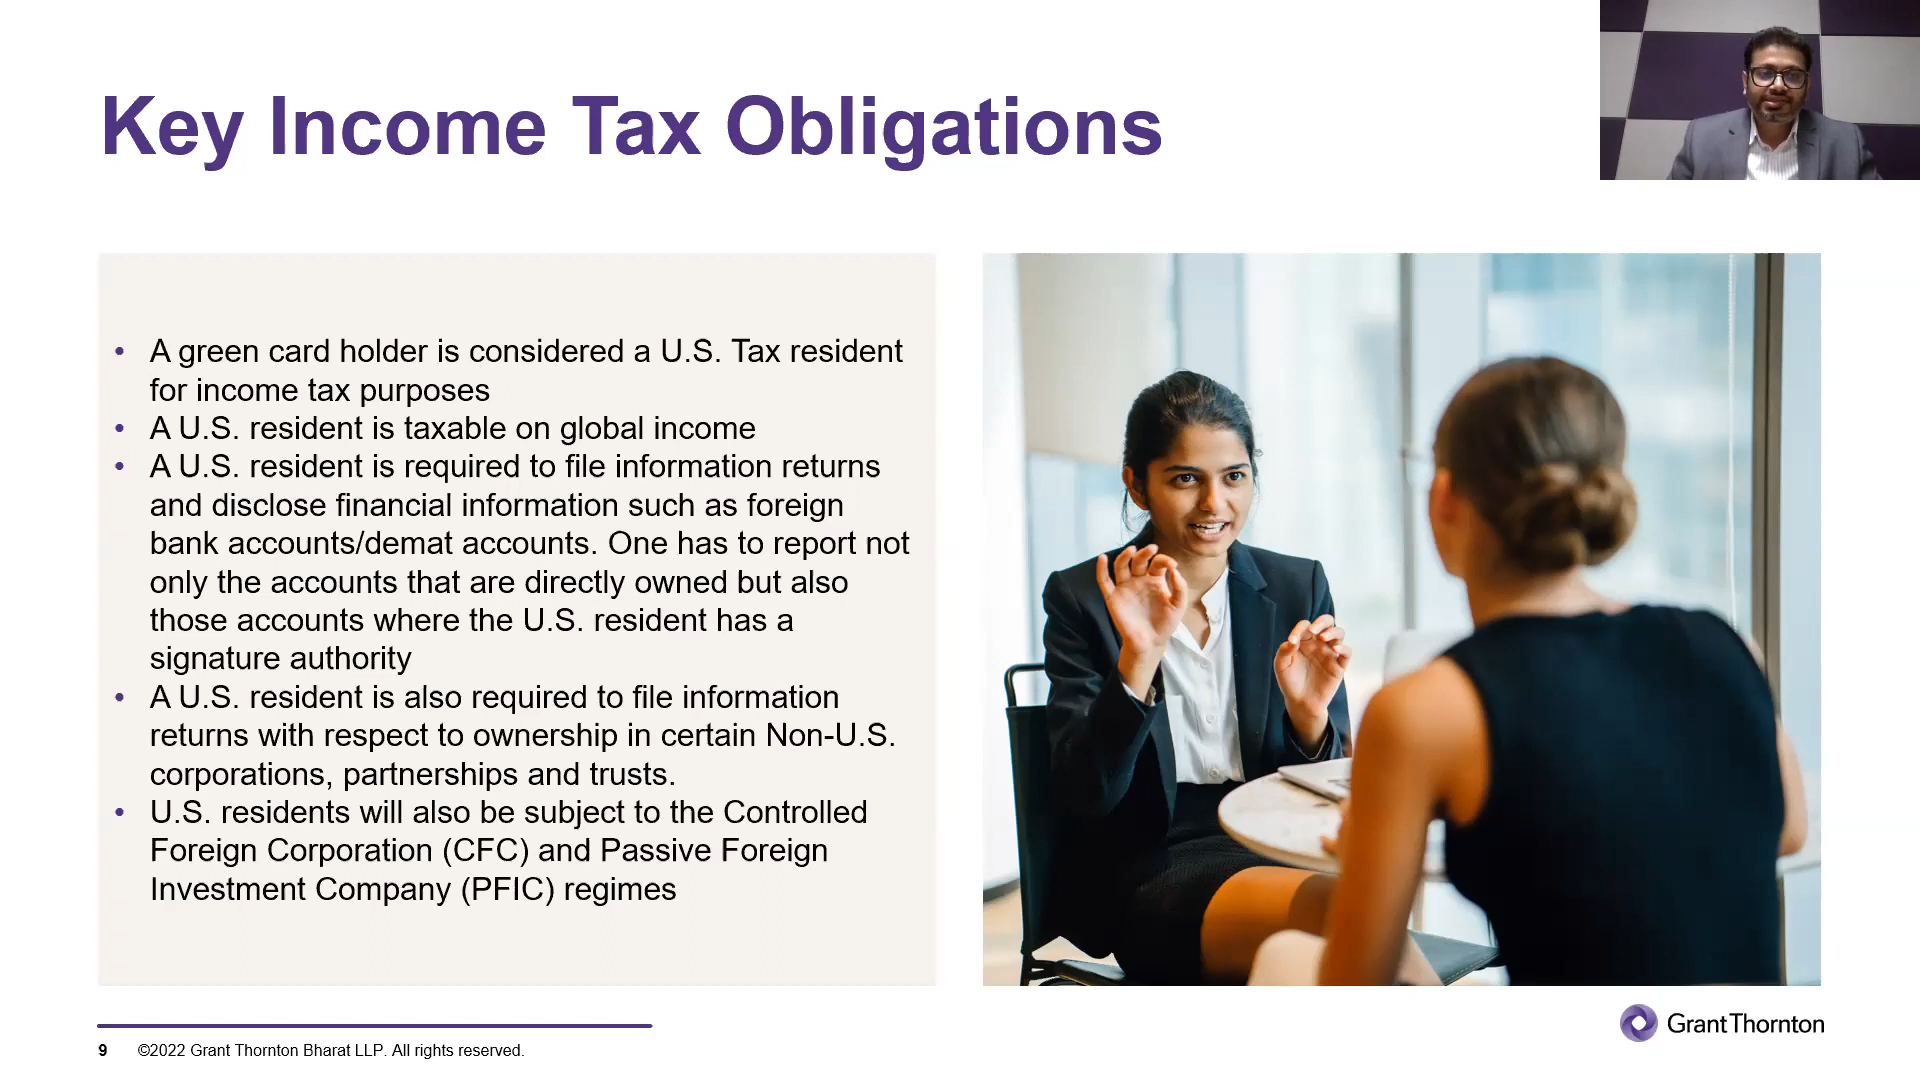 Key Income Tax Obligations
• A green card holder is considered a U.S. Tax resident
for income tax purposes
• A U.S. resident is taxable on global income
• A U.S. resident is required to file information returns
and disclose financial information such as foreign
bank accounts/demat accounts. One has to report not
only the accounts that are directly owned but also
those accounts where the U.S. resident has a
signature authority
• A U.S. resident is also required to file information
returns with respect to ownership in certain Non-U.S.
corporations, partnerships and trusts.
• U.S. residents will also be subject to the Controlled
Foreign Corporation (CFC) and Passive Foreign
Investment Company (PFIC) regimes
Grant Thornton
9 ©2022 Grant Thornton Bharat LLP. All rights reserved.